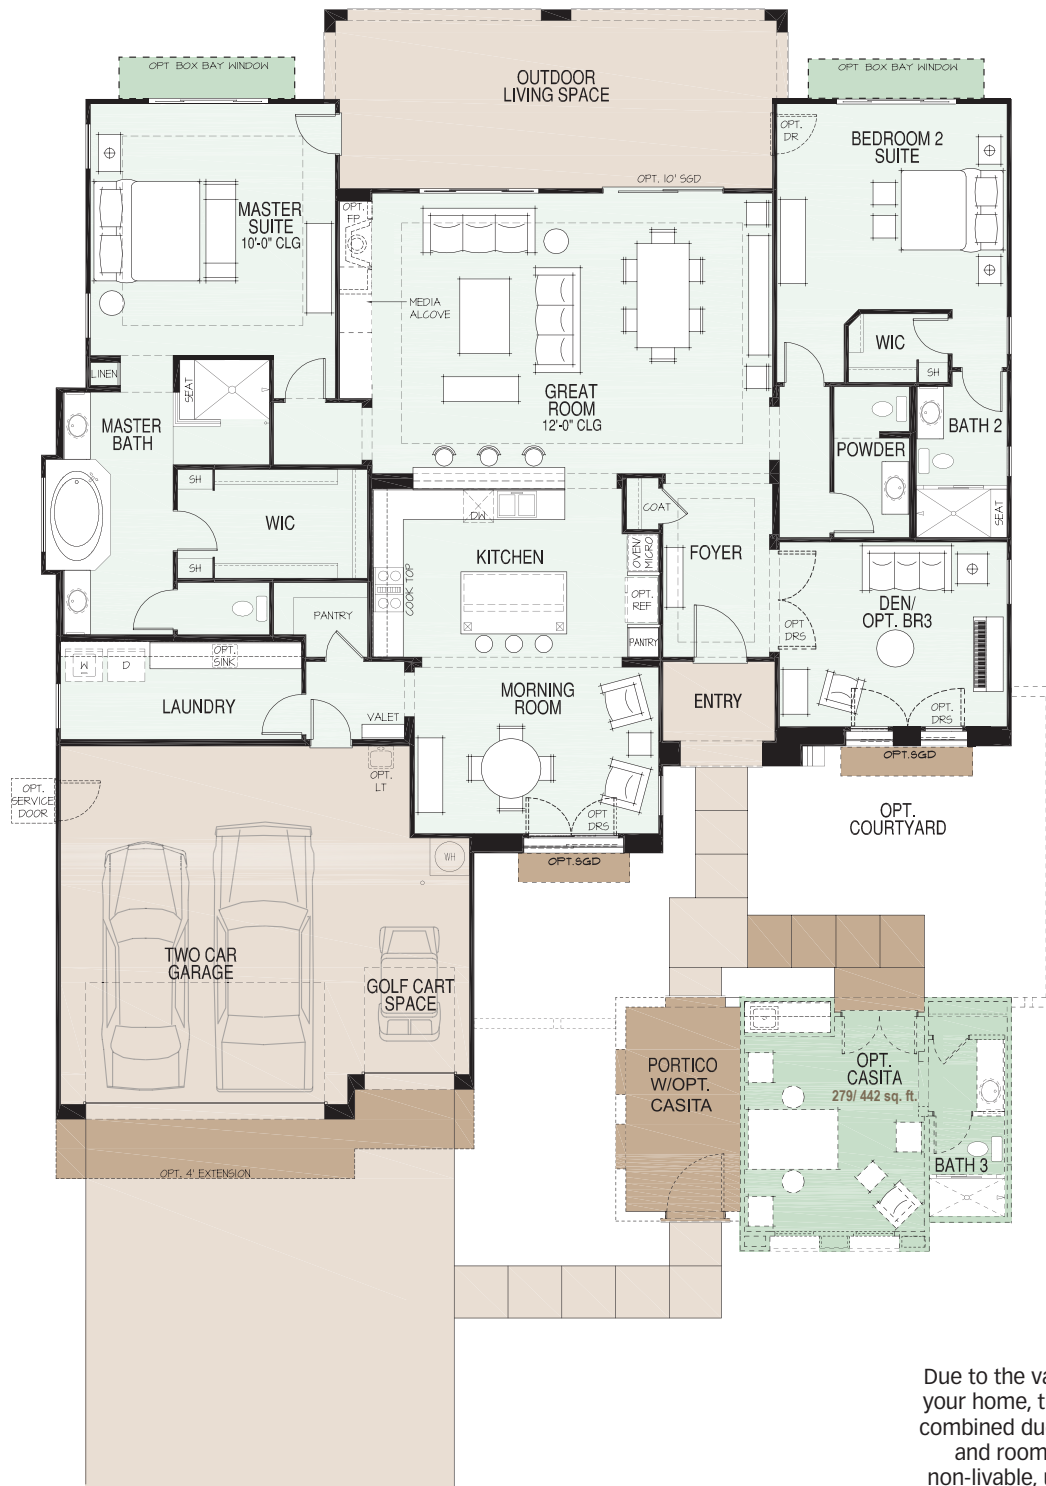 OPT BOX BAY WINDOW
OPT BOX BAY WINDOW
OUTDOOR
LIVING SPACE
OPT. 10' SGD
OPT.
DR
BEDROOM 2
SUITE
MASTER
SUITE
10'-0" CLG
OPT.
FP
MEDIA
ALCOVE
GREAT
ROOM
12'-0" CLG
WIC
SH
LINEN
SEAT
MASTER
BATH
BATH 2
POWDER
SEAT
SH
WIC
SH
DW
COAT
KITCHEN
OVEN/
MICRO
FOYER
COOK TOP
OPT.
REF
PANTRY
PANTRY
DEN/
OPT. BR3
OPT
DRS
W
D
OPT.
SINK
LAUNDRY
VALET
MORNING
ROOM
ENTRY
OPT.
DRS
OPT.SGD
OPT.
LT
OPT.
SERVICE
DOOR
OPT
DRS
OPT.
COURTYARD
WH
OPT.SGD
TWO CAR
GARAGE
GOLF CART
SPACE
PORTICO
W/OPT.
CASITA
OPT.
CASITA
279/ 442 sq. ft.
BATH 3
OPT. 4' EXTENSION
Due to the va
your home, t
combined du
and room
non-livable, u